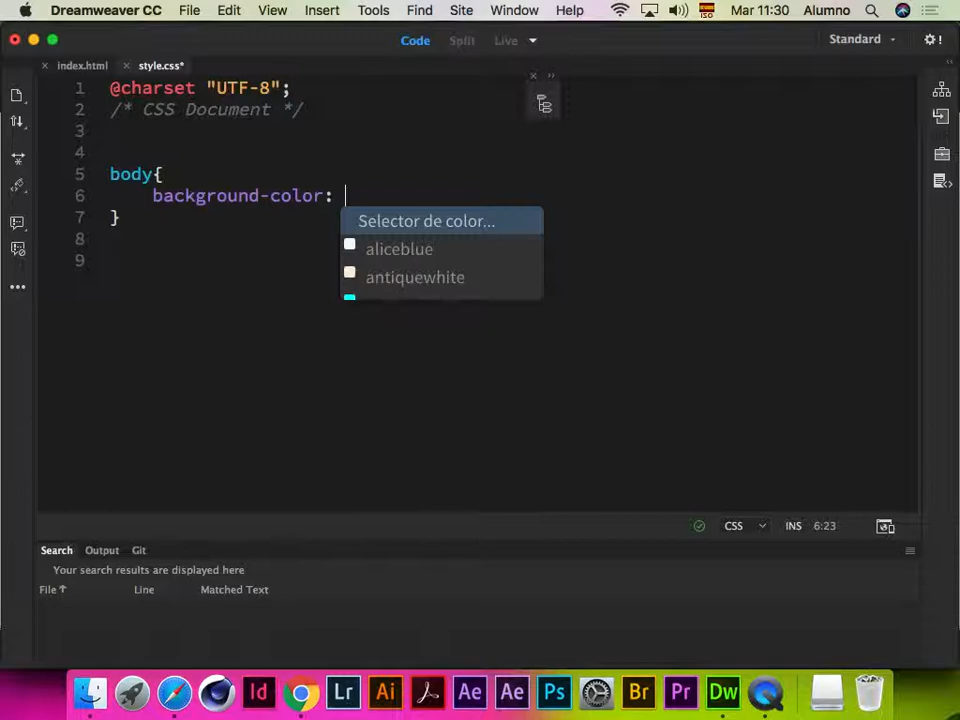 Dreamweaver CC File Edit View Insert Format Tools Find Site Window Help ISO Mar 11:30 Alumno
Code Split Live Standard
index.html style.css*
1 @charset "UTF-8";
2 /* CSS Document */
3
4
5 body{
6 background-color:
7 }
8
9
Selector de color...
aliceblue
antiquewhite
CSS INS 6:23
Search Output Git
Your search results are displayed here
File Line Matched Text
Id Lr Ai Ae Ae Ps Br Pr Dw